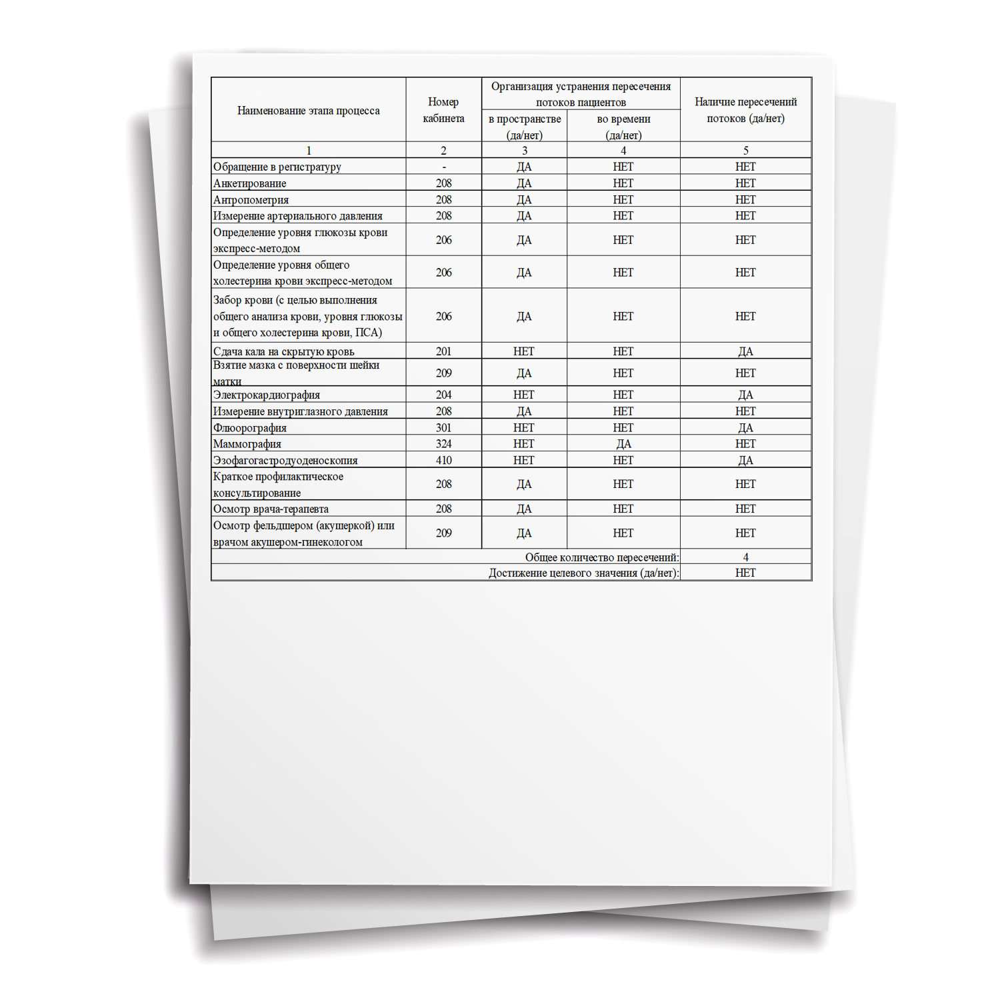 Наименование этапа процесса
Номер
кабинета
Организация устранения пересечения
потоков пациентов
в пространстве
(да/нет)
во времени
(да/нет)
Наличие пересечений
потоков (да/нет)
1 2 3 4 5
Обращение в регистратуру - ДА НЕТ НЕТ
Анкетирование 208 ДА НЕТ НЕТ
Антропометрия 208 ДА НЕТ НЕТ
Измерение артериального давления 208 ДА НЕТ НЕТ
Определение уровня глюкозы крови
экспресс-методом
206 ДА НЕТ НЕТ
Определение уровня общего
холестерина крови экспресс-методом
206 ДА НЕТ НЕТ
Забор крови (с целью выполнения
общего анализа крови, уровня глюкозы
и общего холестерина крови, ПСА)
206 ДА НЕТ НЕТ
Сдача кала на скрытую кровь 201 НЕТ НЕТ ДА
Взятие мазка с поверхности шейки
матки
209 ДА НЕТ НЕТ
Электрокардиография 204 НЕТ НЕТ ДА
Измерение внутриглазного давления 208 ДА НЕТ НЕТ
Флюорография 301 НЕТ НЕТ ДА
Маммография 324 НЕТ ДА НЕТ
Эзофагогастродуоденоскопия 410 НЕТ НЕТ ДА
Краткое профилактическое
консультирование
208 ДА НЕТ НЕТ
Осмотр врача-терапевта 208 ДА НЕТ НЕТ
Осмотр фельдшером (акушеркой) или
врачом акушером-гинекологом
209 ДА НЕТ НЕТ
Общее количество пересечений: 4
Достижение целевого значения (да/нет): НЕТ